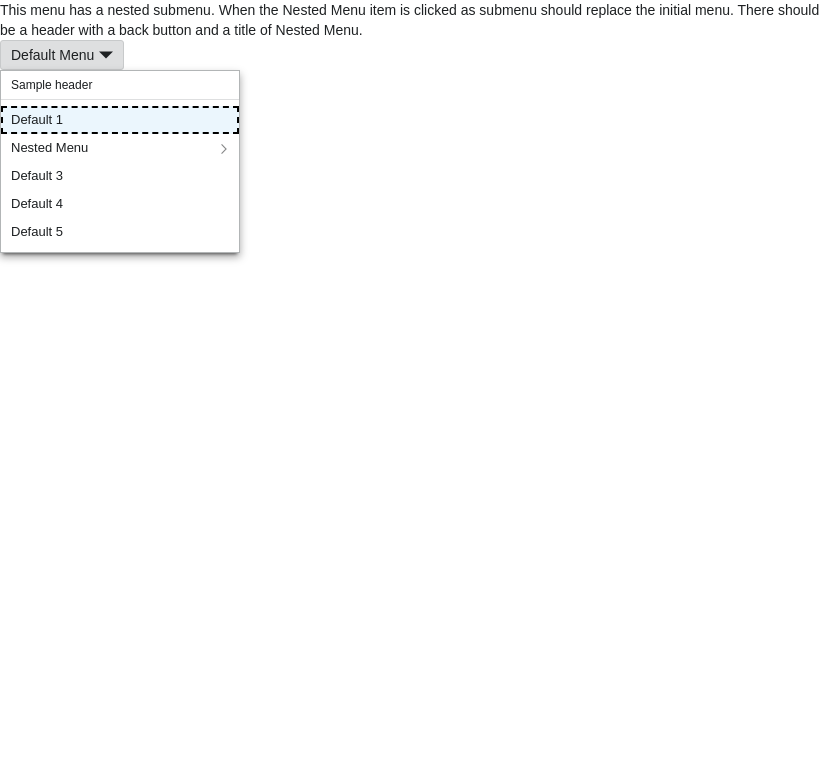 This menu has a nested submenu. When the Nested Menu item is clicked as submenu should replace the initial menu. There should
be a header with a back button and a title of Nested Menu.
Default Menu
Sample header
Default 1
Nested Menu
Default 3
Default 4
Default 5